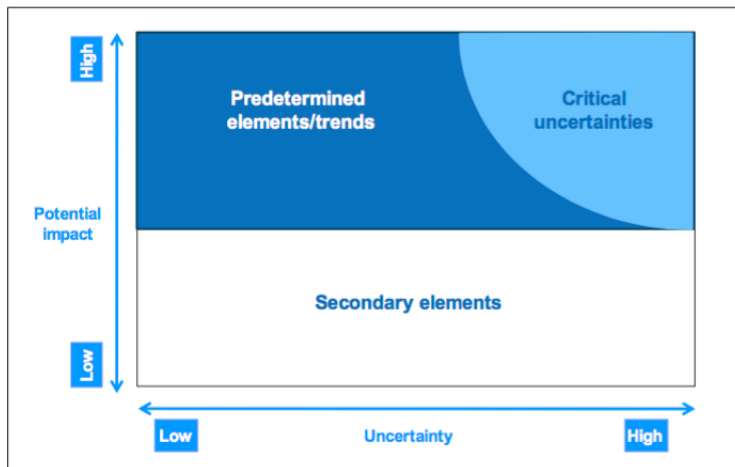 High
Predetermined
elements/trends
Critical
uncertainties
Potential
impact
Secondary elements
Low
Low
Uncertainty
High